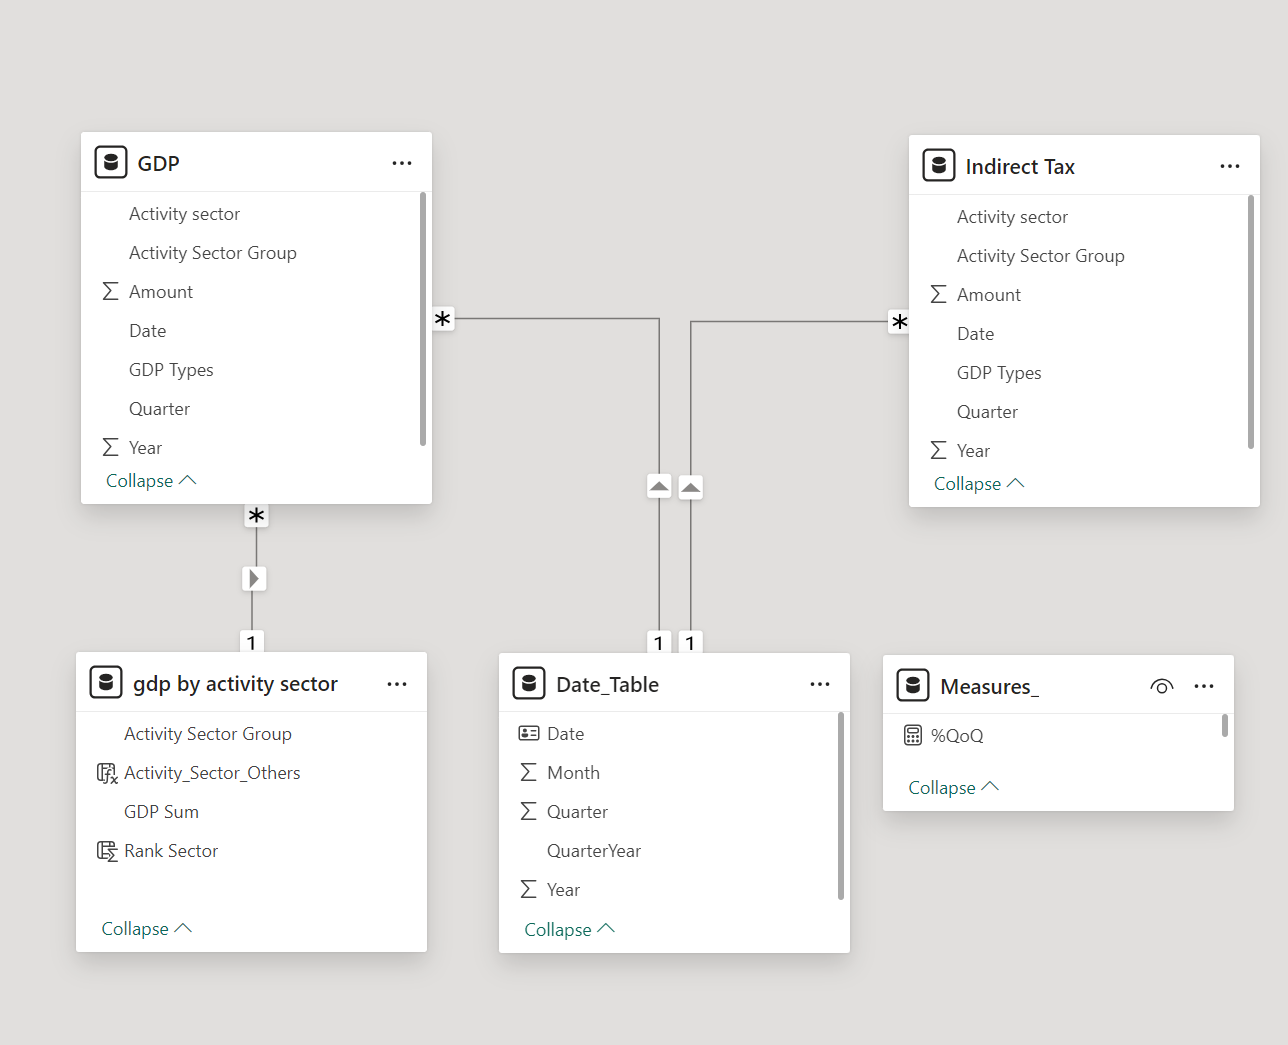 GDP
Activity sector
Activity Sector Group
Amount
Date
GDP Types
Quarter
Year
Collapse
Indirect Tax
Activity sector
Activity Sector Group
Amount
Date
GDP Types
Quarter
Year
Collapse
*
*
*
1
1
1
gdp by activity sector
Activity Sector Group
Activity_Sector_Others
GDP Sum
Rank Sector
Collapse
Date_Table
Date
Month
Quarter
QuarterYear
Year
Collapse
Measures_
%QoQ
Collapse